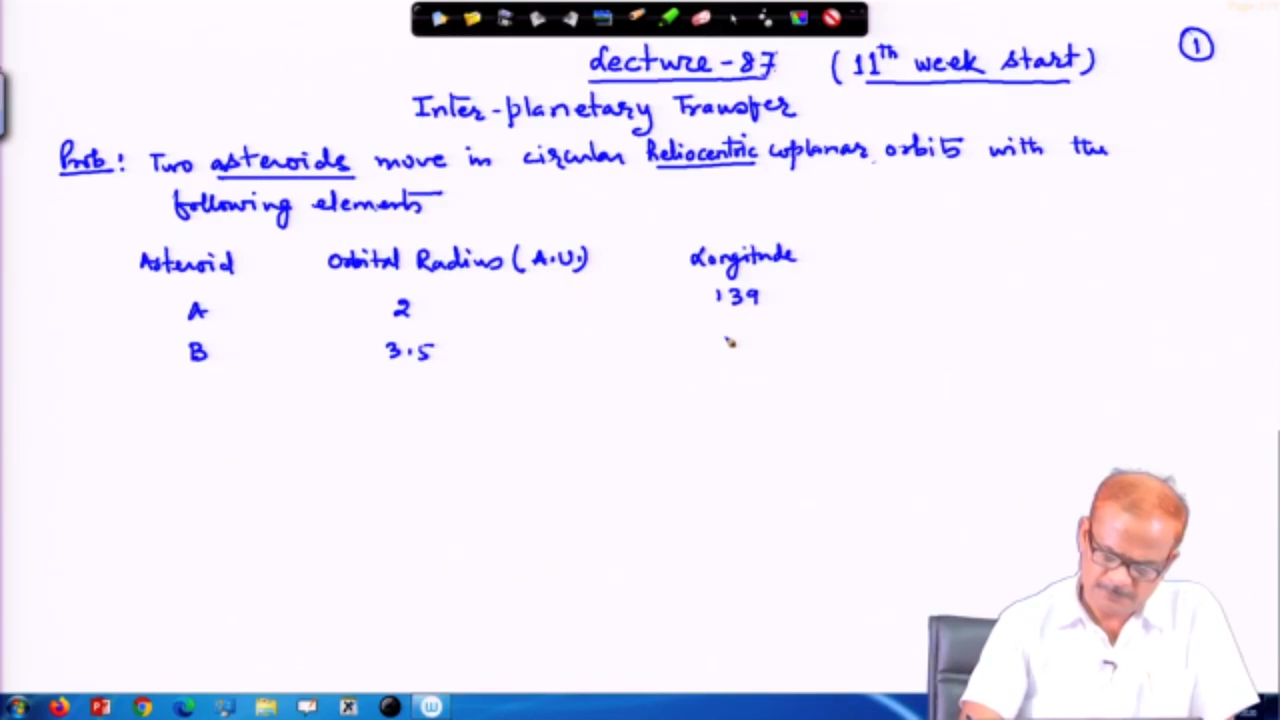 Lecture-87 (11th week start)
1
Inter-planetary Transfer
Prob: Two asteroids move in circular Heliocentric coplanar orbits with the
following elements
Asteroid Orbital Radius (A.U.) Longitude
A 2 139
B 3.5